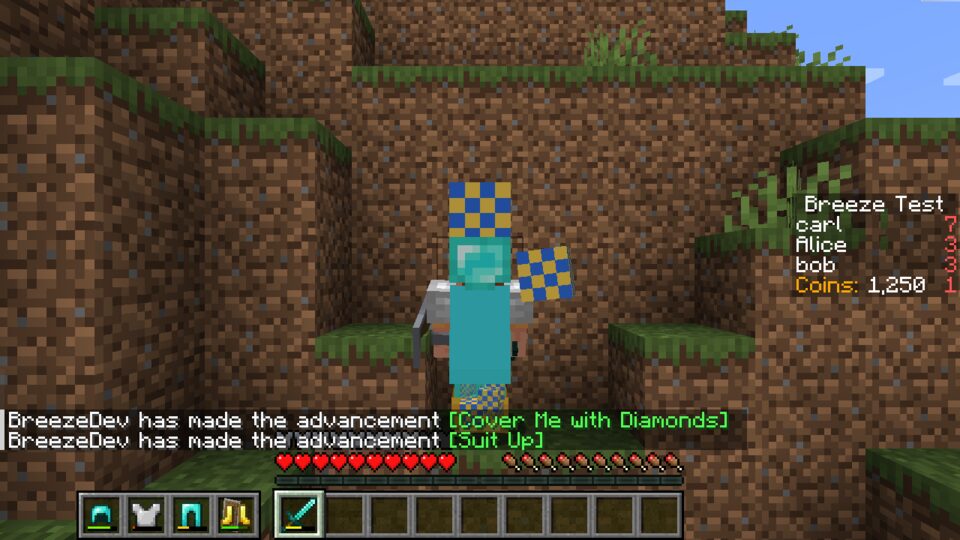 Breeze Test
carl 7
Alice 3
bob 3
Coins: 1,250 1
BreezeDev has made the advancement [Cover Me with Diamonds]
BreezeDev has made the advancement [Suit Up]